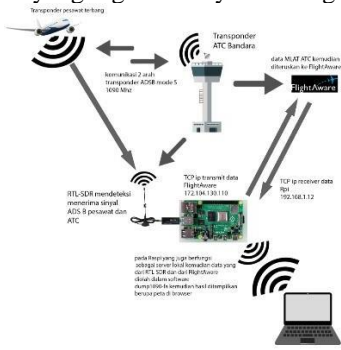 Transponder pesawat terbang
Transponder
ATC Bandara
data MLAT ATC kemudian
diteruskan ke FlightAware
komunikasi 2 arah
transponder ADSB mode S
1090 Mhz
FlightAware
TCP ip transmit data
FlightAware
172.104.130.110
TCP ip receiver data
Rpi
192.168.1.12
RTL-SDR mendeteksi
menerima sinyal
ADS B pesawat dan
ATC
pada Raspi yang juga berfungsi
sebagai server lokal kemudian data yang
dari RTL SDR dan dari FlightAware
diolah dalam software
dump1090-fa kemudian hasil ditampilkan
berupa peta di browser